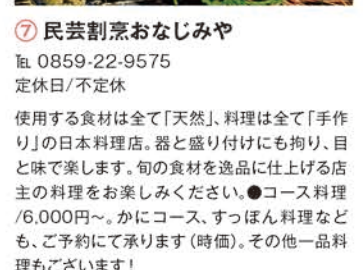 ⑦ 民芸割烹おなじみや
℡ 0859-22-9575
定休日/不定休
使用する食材は全て「天然」、料理は全て「手作
り」の日本料理店。器と盛り付けにも拘り、目
と味で楽します。旬の食材を逸品に仕上げる店
主の料理をお楽しみください。●コース料理
/6,000円～。かにコース、すっぽん料理など
も、ご予約にて承ります(時価)。その他一品料
理もございます!